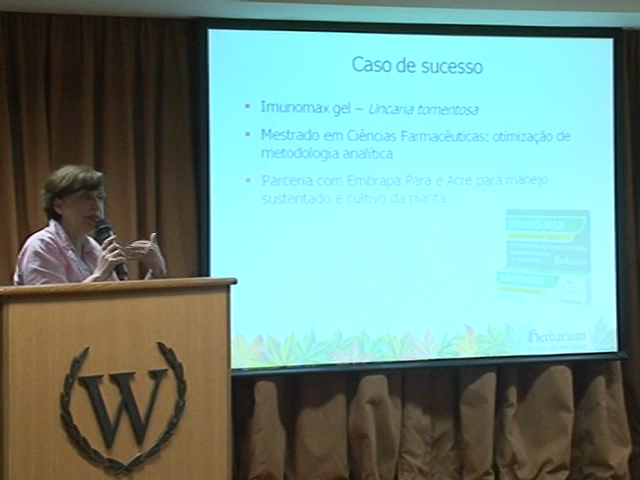 Caso de sucesso
• Imunomax gel – Uncaria tomentosa
• Mestrado em Ciências Farmacêuticas: otimização de
metodologia analítica
• Parceria com Embrapa Para e Acre para manejo
sustentado e cultivo da planta
Herbarium
W